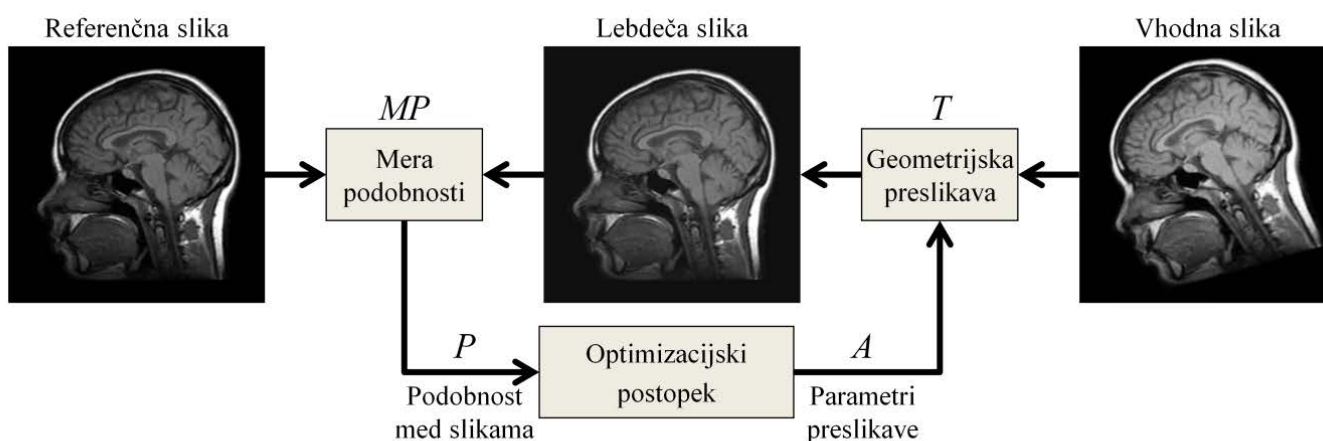 Referenčna slika
Lebdeča slika
Vhodna slika
MP
T
Mera
podobnosti
Geometrijska
preslikava
P
Optimizacijski
postopek
A
Podobnost
med slikama
Parametri
preslikave